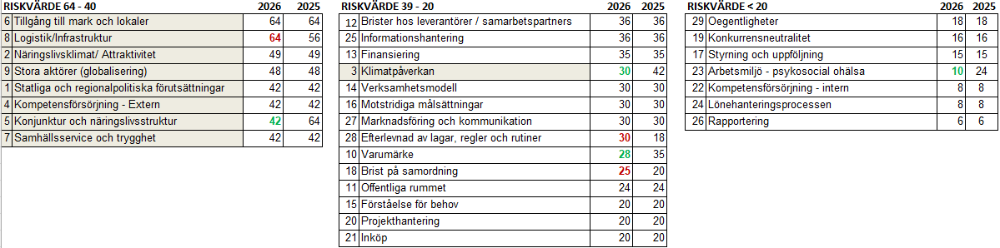 RISKVÄRDE 64 - 40 2026 2025
6 Tillgång till mark och lokaler 64 64
8 Logistik/Infrastruktur 64 56
2 Näringslivsklimat/ Attraktivitet 49 49
9 Stora aktörer (globalisering) 48 48
1 Statliga och regionalpolitiska förutsättningar 42 42
4 Kompetensförsörjning - Extern 42 42
5 Konjunktur och näringslivsstruktur 42 64
7 Samhällsservice och trygghet 42 42
RISKVÄRDE 39 - 20 2026 2025
12 Brister hos leverantörer / samarbetspartners 36 36
25 Informationshantering 36 36
13 Finansiering 35 35
3 Klimatpåverkan 30 42
14 Verksamhetsmodell 30 30
16 Motstridiga målsättningar 30 30
27 Marknadsföring och kommunikation 30 30
28 Efterlevnad av lagar, regler och rutiner 30 18
10 Varumärke 28 35
18 Brist på samordning 25 20
11 Offentliga rummet 24 24
15 Förståelse för behov 20 20
20 Projekthantering 20 20
21 Inköp 20 20
RISKVÄRDE < 20 2026 2025
29 Oegentligheter 18 18
19 Konkurrensneutralitet 16 16
17 Styrning och uppföljning 15 15
23 Arbetsmiljö - psykosocial ohälsa 10 24
22 Kompetensförsörjning - intern 8 8
24 Lönehanteringsprocessen 8 8
26 Rapportering 6 6